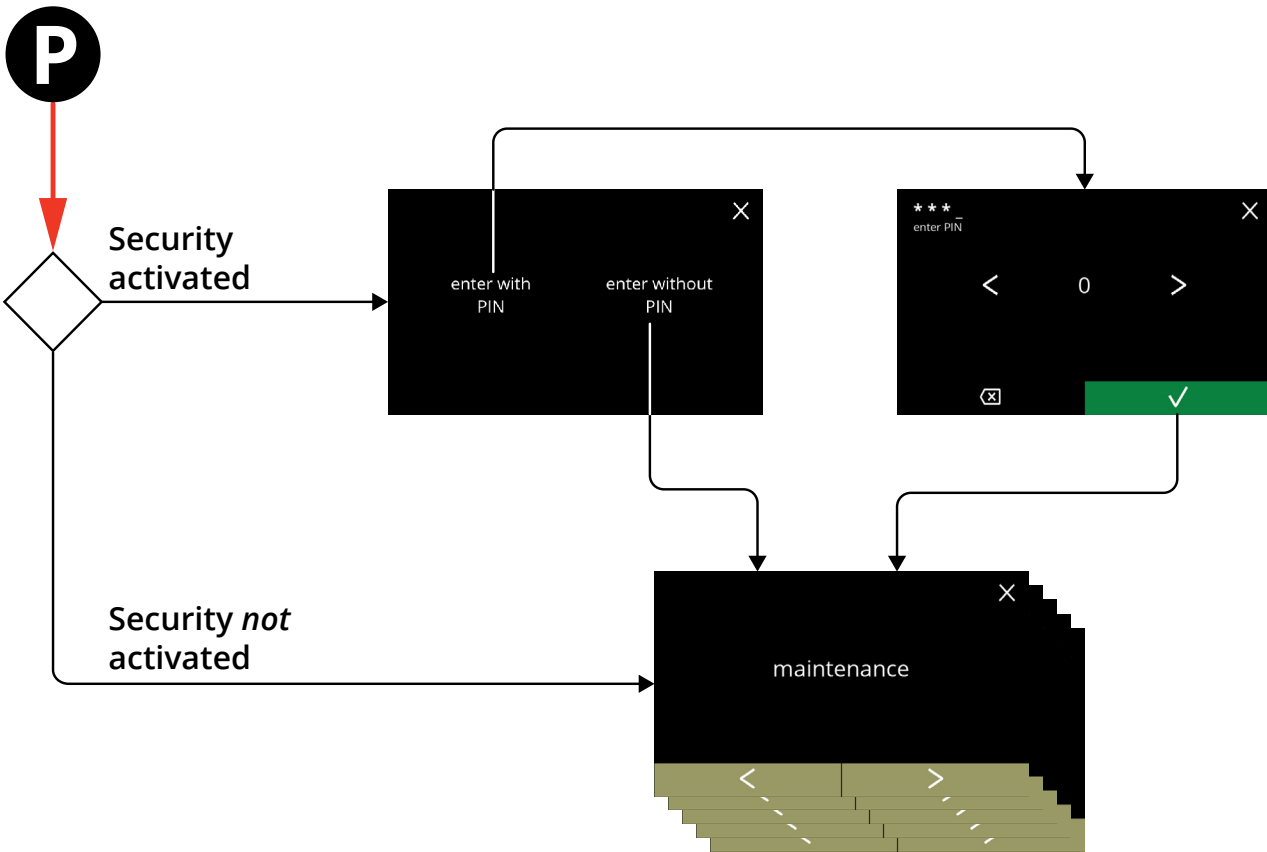 P
Security
activated
enter with
PIN
enter without
PIN
* * * _
enter PIN
0
Security not
activated
maintenance